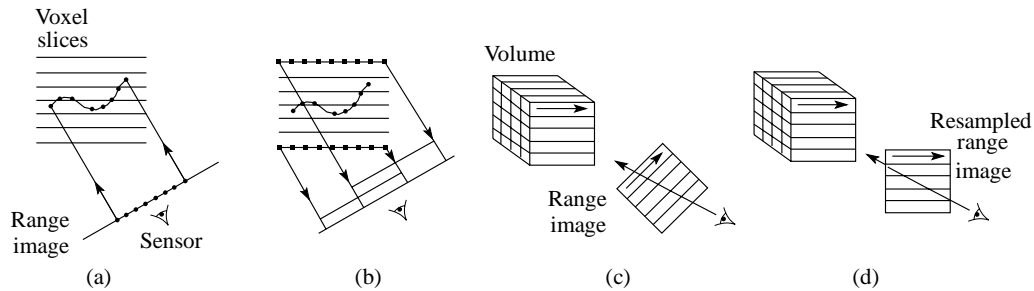 Voxel
slices
Range
image
Sensor
(a)
(b)
Volume
Range
image
(c)
Resampled
range
image
(d)